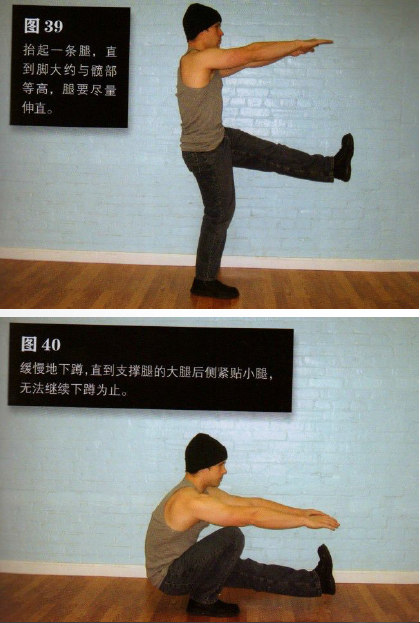 图 39
抬起一条腿，直
到脚大约与髋部
等高，腿要尽量
伸直。
图 40
缓慢地下蹲，直到支撑腿的大腿后侧紧贴小腿，
无法继续下蹲为止。